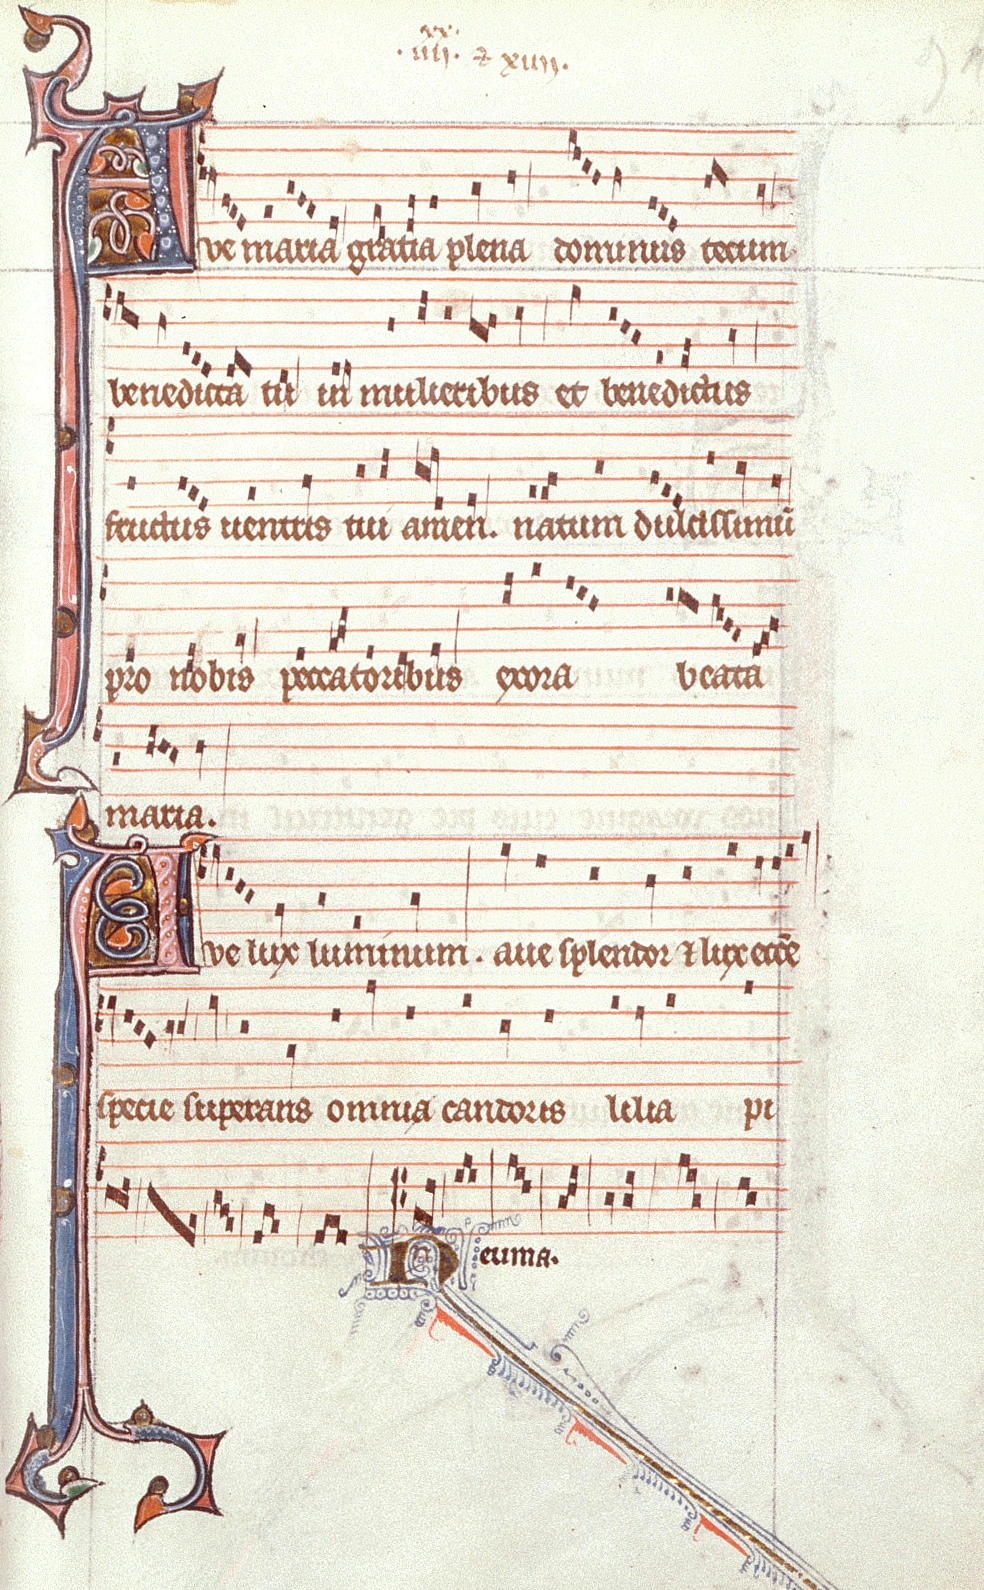 xx
.iiij. & xiiij.
Ave maria gratia plena dominus tecum
benedicta tu in mulieribus et benedictus
fructus uentris tui amen. natum dulcissimū
pro nobis peccatoribus exora beata
maria.
Ave lux luminum. aue splendor & lux eccē
specie superans omnia candoris lilia pi
Neuma.